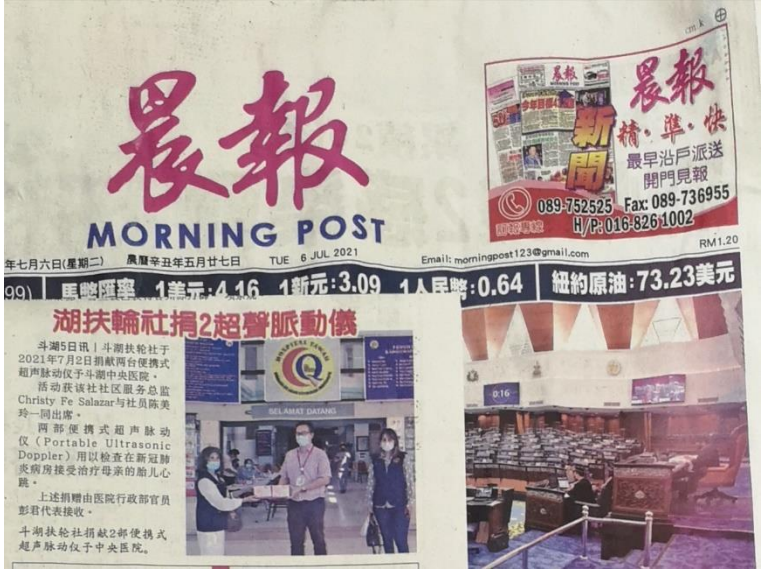 晨報
MORNING POST
晨報
MORNING POST
新聞
晨報
精·準·快
最早沿戶派送
開門見報
089-752525 Fax: 089-736955
H/P: 016-826 1002
RM1.20
年七月六日(星期二) 農曆辛丑年五月廿七日 TUE 6 JUL 2021 Email: morningpost123@gmail.com
99) 馬幣匯率 1美元:4.16 1新元:3.09 1人民幣:0.64 紐約原油:73.23美元
湖扶輪社捐2超聲脈動儀
斗湖5日讯｜斗湖扶轮社于
2021年7月2日捐献两台便携式
超声脉动仪予斗湖中央医院。
活动获该社社区服务总监
Christy Fe Salazar与社员陈美
玲一同出席。
两部便携式超声脉动
仪（Portable Ultrasonic
Doppler）用以检查在新冠肺
炎病房接受治疗母亲的胎儿心
跳。
上述捐赠由医院行政部官员
彭君代表接收。
斗湖扶轮社捐献2部便携式
超声脉动仪予中央医院。
HOSPITAL TAWAU
SELAMAT DATANG
0:16